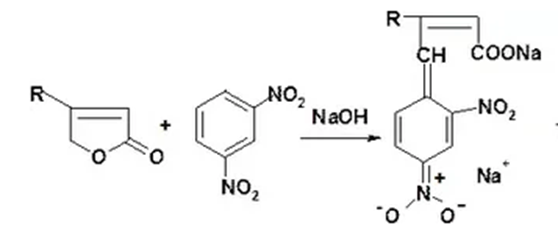 R
O
O
+
NO₂
NO₂
NaOH
R
CH
COONa
NO₂
+
N
⁻O
O⁻
Na⁺